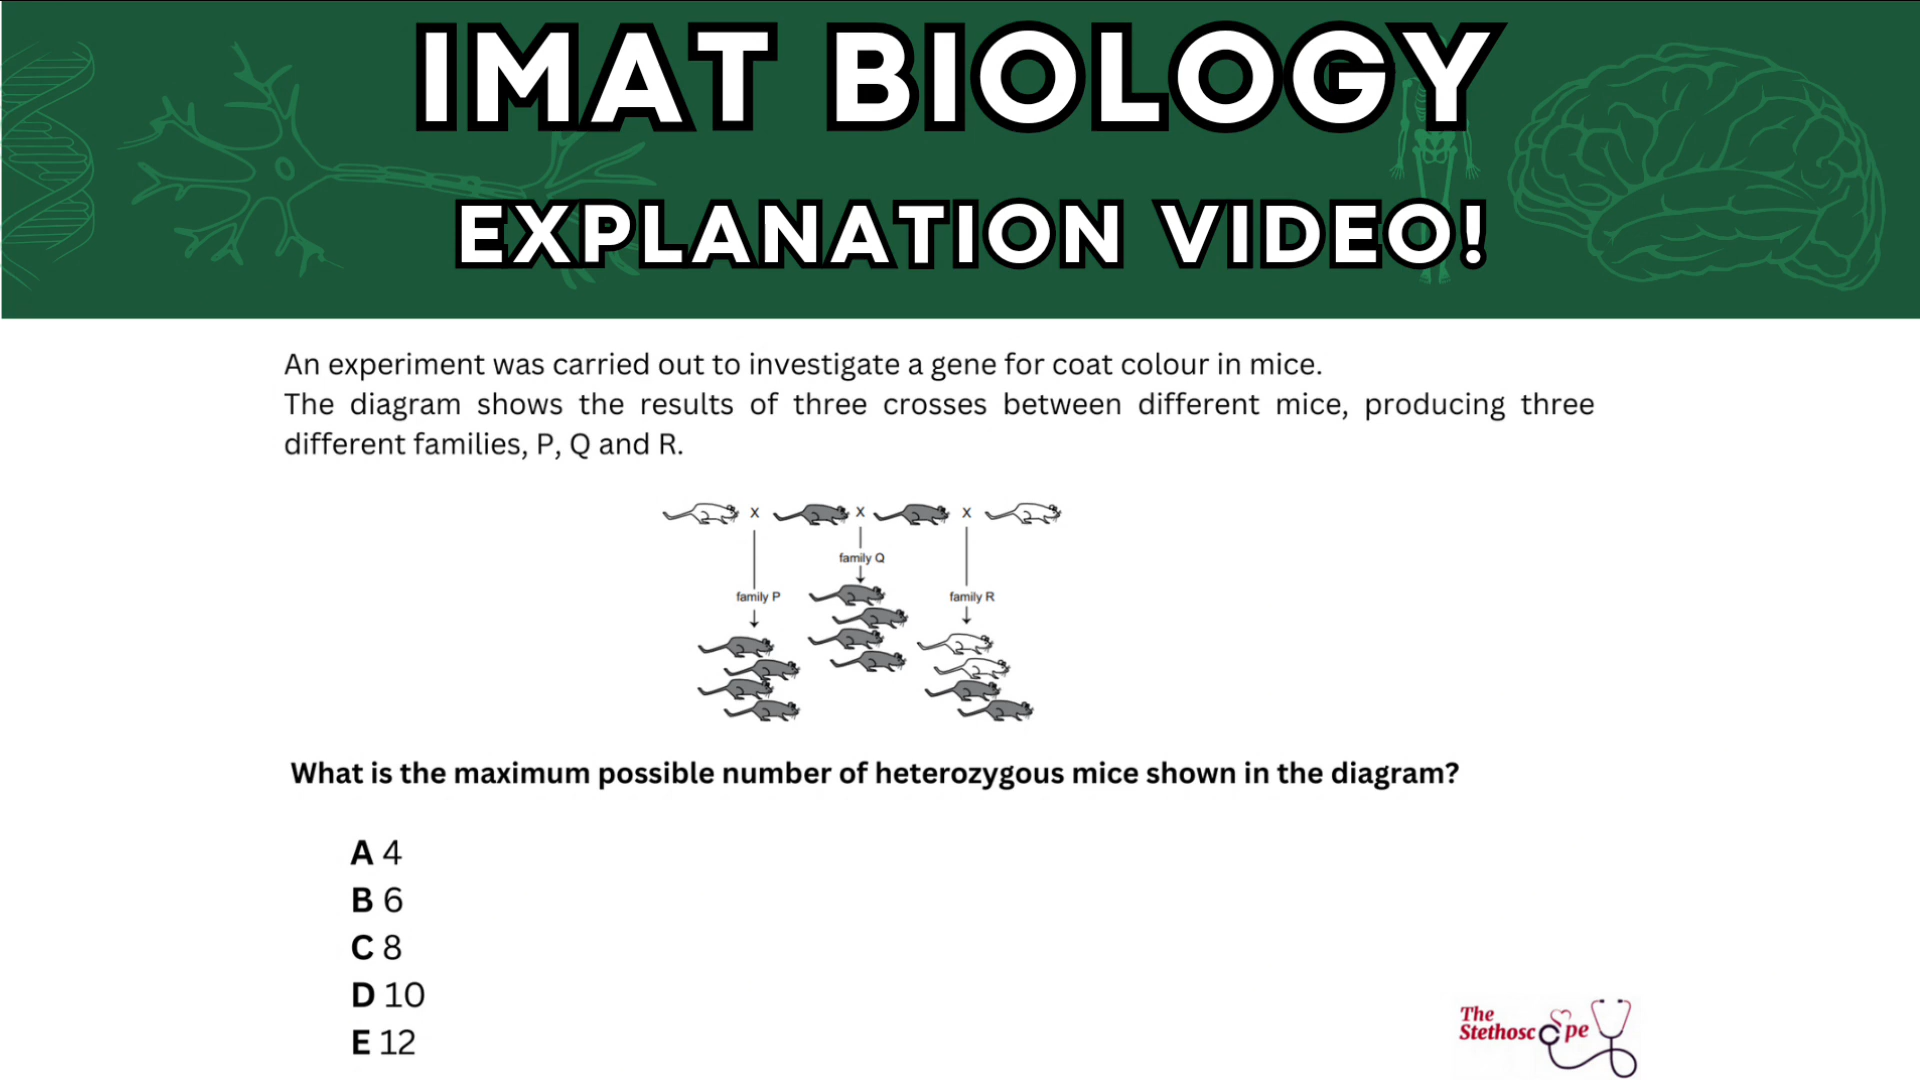 IMAT BIOLOGY
EXPLANATION VIDEO!
An experiment was carried out to investigate a gene for coat colour in mice.
The diagram shows the results of three crosses between different mice, producing three
different families, P, Q and R.
x x x
family Q
family P
family R
What is the maximum possible number of heterozygous mice shown in the diagram?
A 4
B 6
C 8
D 10
E 12
The
Stethoscope